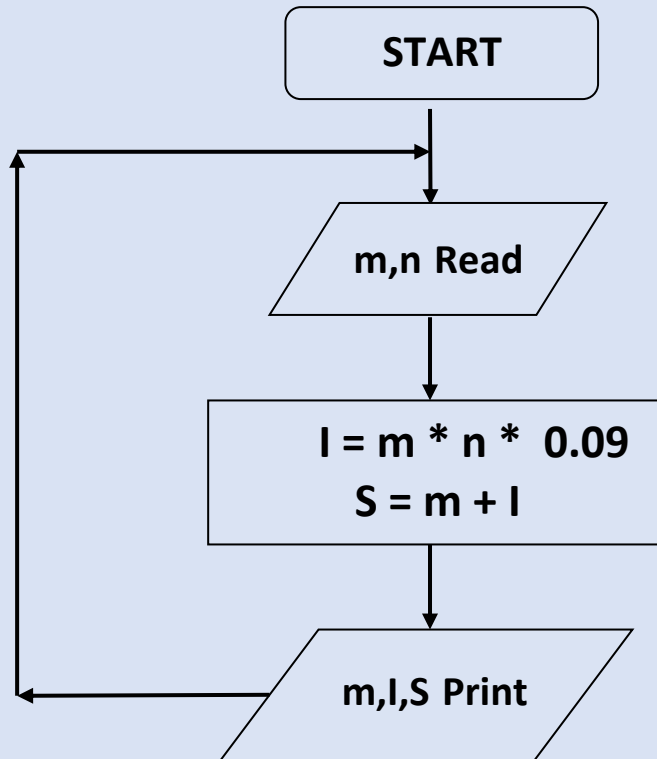 START
m,n Read
I = m * n * 0.09
S = m + I
m,I,S Print